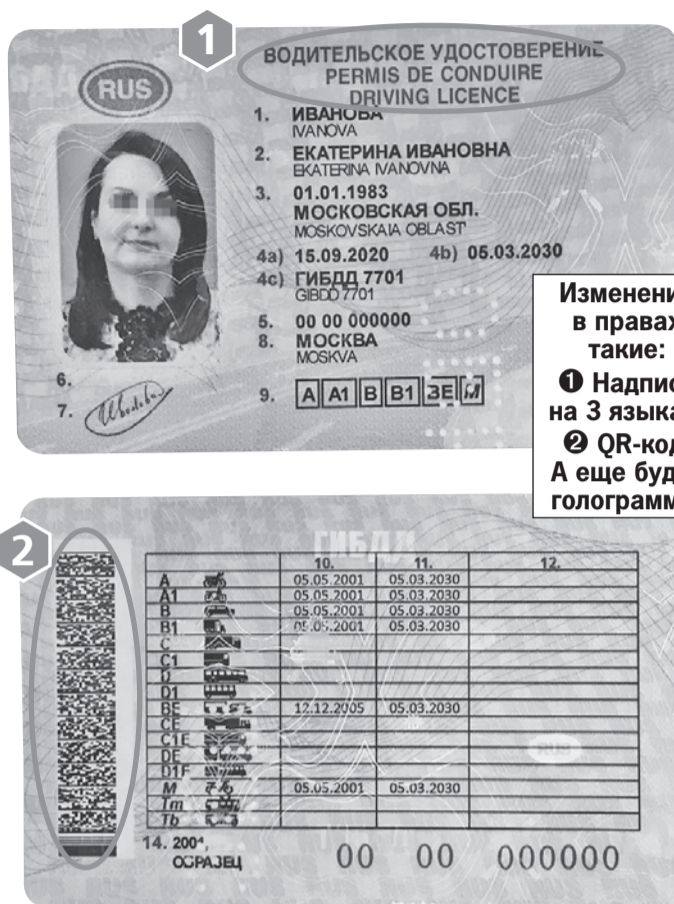 1
ВОДИТЕЛЬСКОЕ УДОСТОВЕРЕНИЕ
PERMIS DE CONDUIRE
DRIVING LICENCE
RUS
1. ИВАНОВА
IVANOVA
2. ЕКАТЕРИНА ИВАНОВНА
EKATERINA IVANOVNA
3. 01.01.1983
МОСКОВСКАЯ ОБЛ.
MOSKOVSKAIA OBLAST'
4a) 15.09.2020 4b) 05.03.2030
4c) ГИБДД 7701
GIBDD 7701
5. 00 00 000000
8. МОСКВА
MOSKVA
6.
7.
9. A A1 B B1 BE M
Изменени
в правах
такие:
❶ Надпис
на 3 языка
❷ QR-код
А еще буд
голограмм
2
ГИБДД
10. 11. 12.
A 05.05.2001 05.03.2030
A1 05.05.2001 05.03.2030
B 05.05.2001 05.03.2030
B1 05.05.2001 05.03.2030
C
C1
D
D1
BE 12.12.2005 05.03.2030
CE
C1E
DE
D1E
M 05.05.2001 05.03.2030
Tm
Tb
RUS
14.
ОБРАЗЕЦ
00 00 000000